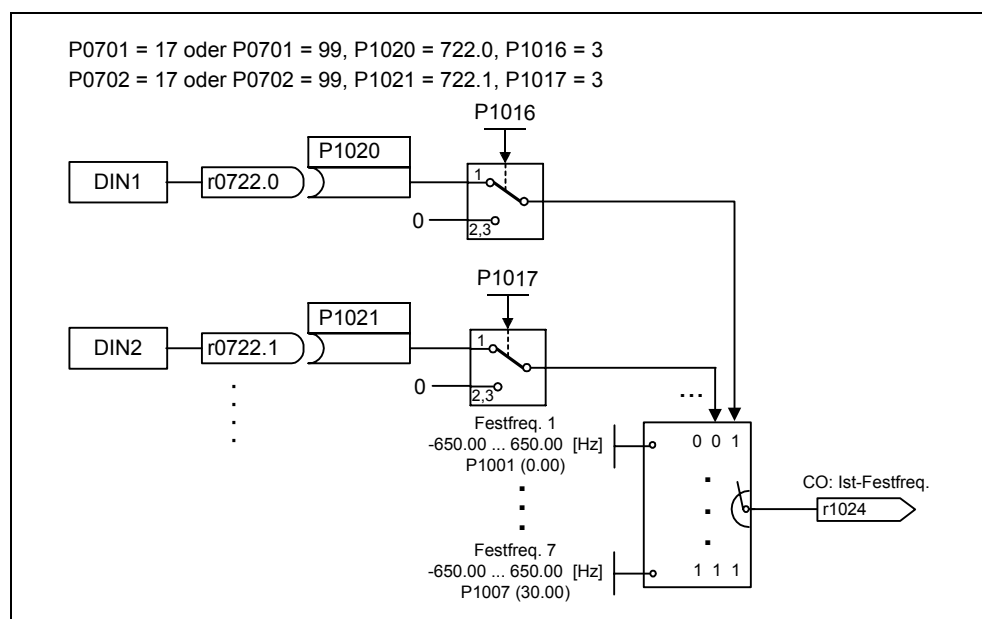 P0701 = 17 oder P0701 = 99, P1020 = 722.0, P1016 = 3
P0702 = 17 oder P0702 = 99, P1021 = 722.1, P1017 = 3
P1016
P1020
DIN1
r0722.0
1
0
2,3
P1017
P1021
DIN2
r0722.1
1
0
2,3
...
Festfreq. 1
-650.00 ... 650.00 [Hz]
P1001 (0.00)
0 0 1
CO: Ist-Festfreq.
r1024
Festfreq. 7
-650.00 ... 650.00 [Hz]
P1007 (30.00)
1 1 1